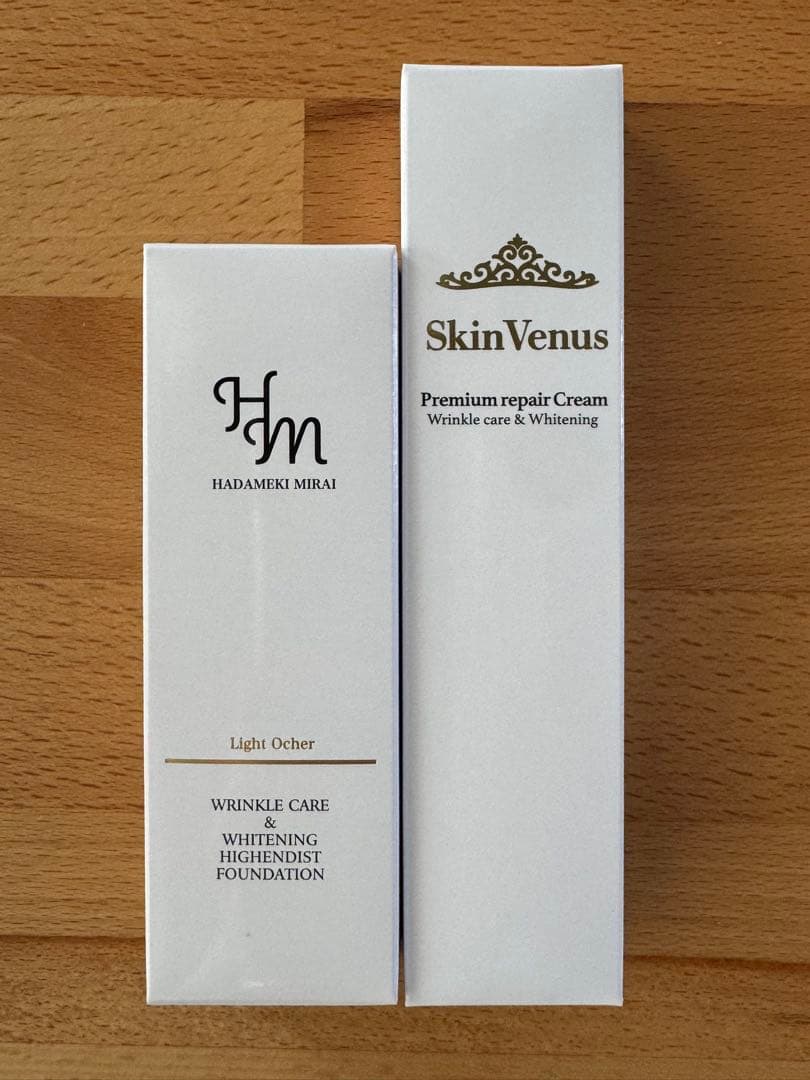 HM
HADAMEKI MIRAI
Light Ocher
WRINKLE CARE
&
WHITENING
HIGHENDIST
FOUNDATION
SkinVenus
Premium repair Cream
Wrinkle care & Whitening